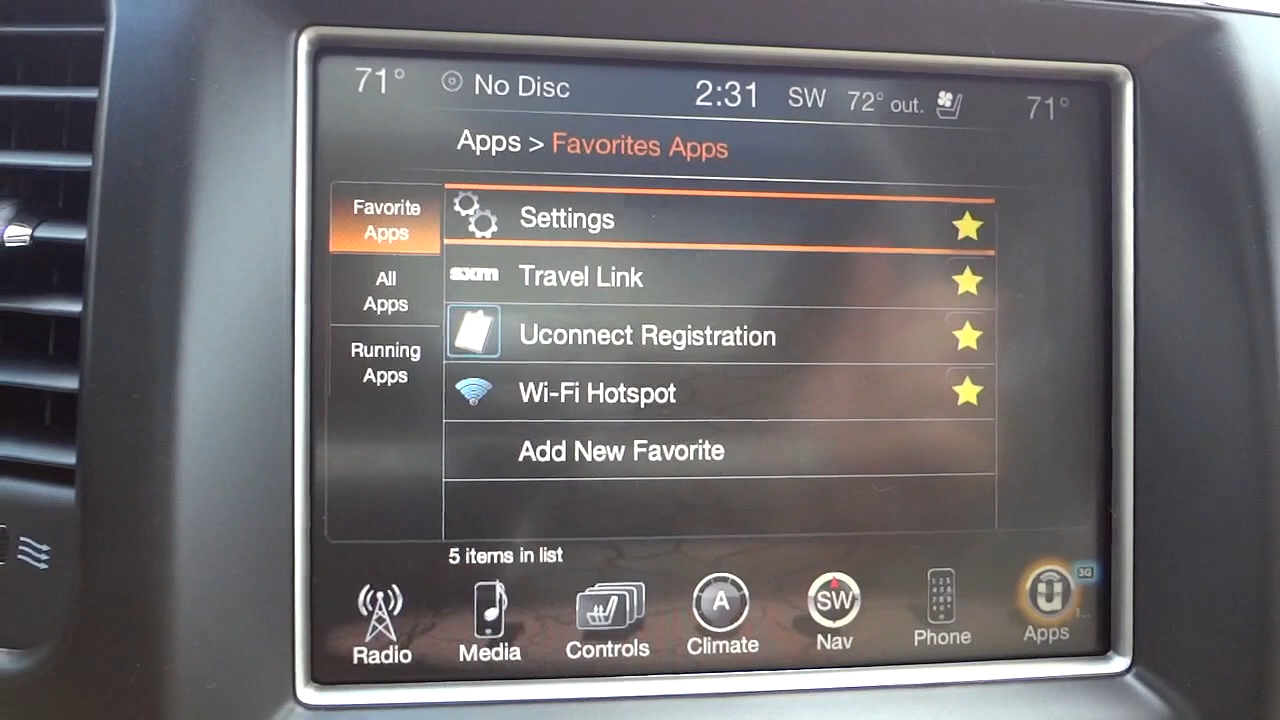 71° No Disc 2:31 SW 72° out. 71°
Apps > Favorites Apps
Favorite
Apps
All
Apps
Running
Apps
Settings
sxm Travel Link
Uconnect Registration
Wi-Fi Hotspot
Add New Favorite
5 items in list
A
SW
3G
Radio
Media
Controls
Climate
Nav
Phone
Apps